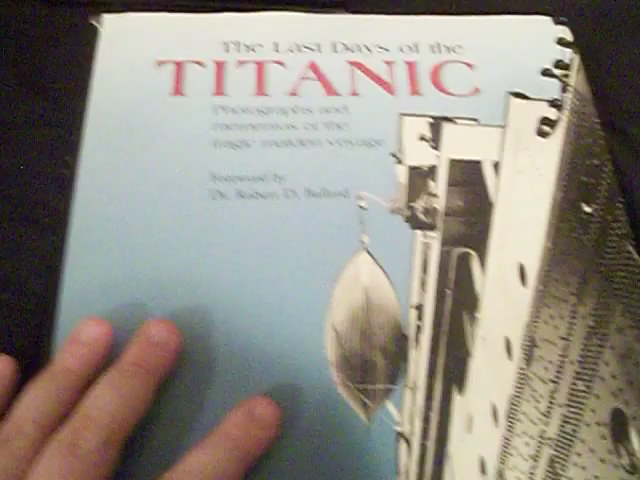 The Last Days of the
TITANIC
Photographs and
mementos of the
tragic maiden voyage
Foreword by
Dr. Robert D. Ballard